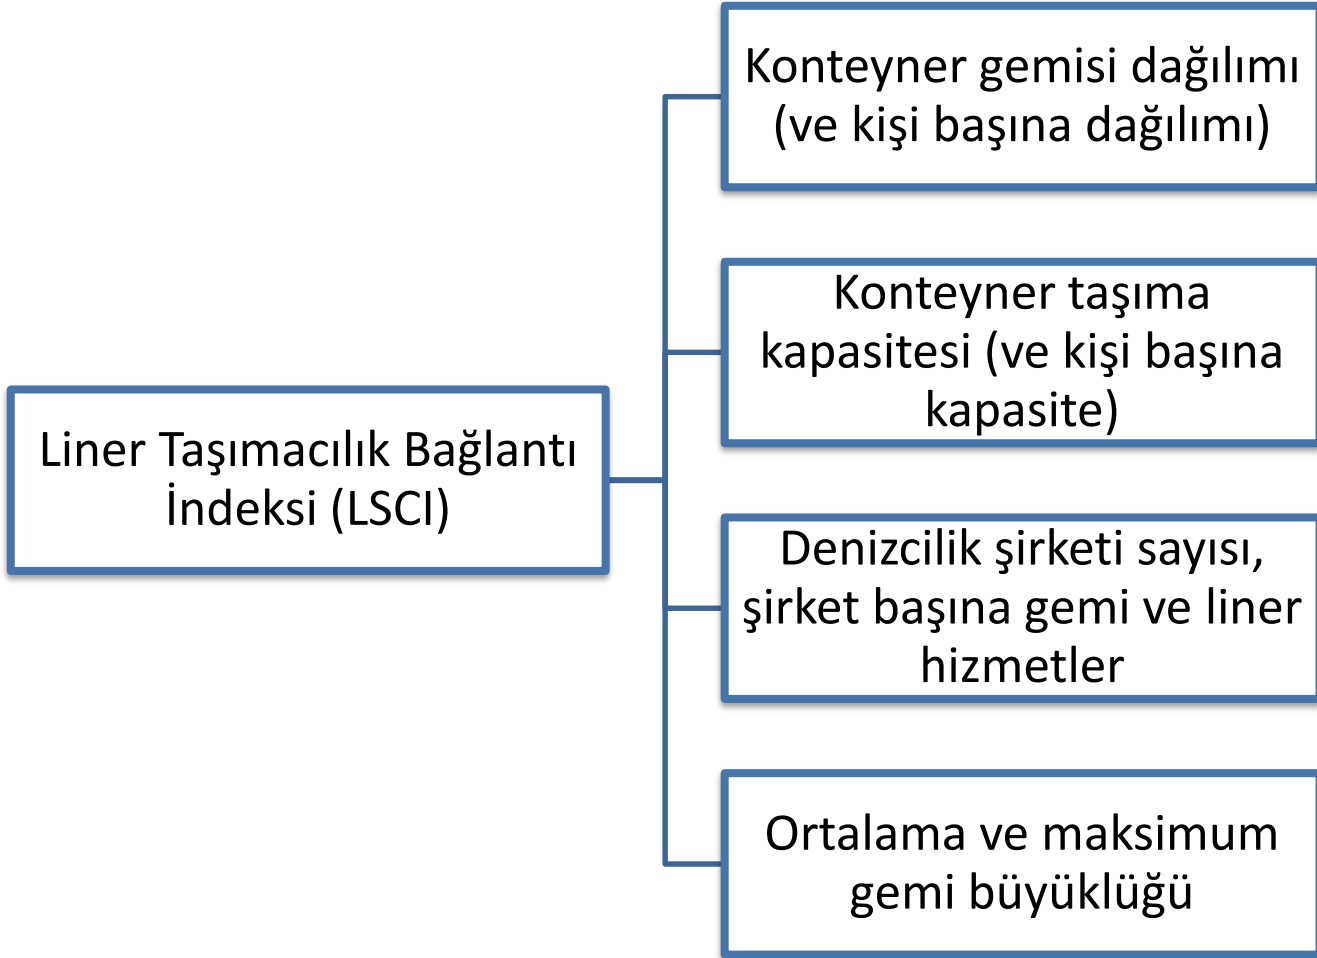 Konteyner gemisi dağılımı
(ve kişi başına dağılımı)
Konteyner taşıma
kapasitesi (ve kişi başına
kapasite)
Liner Taşımacılık Bağlantı
İndeksi (LSCI)
Denizcilik şirketi sayısı,
şirket başına gemi ve liner
hizmetler
Ortalama ve maksimum
gemi büyüklüğü